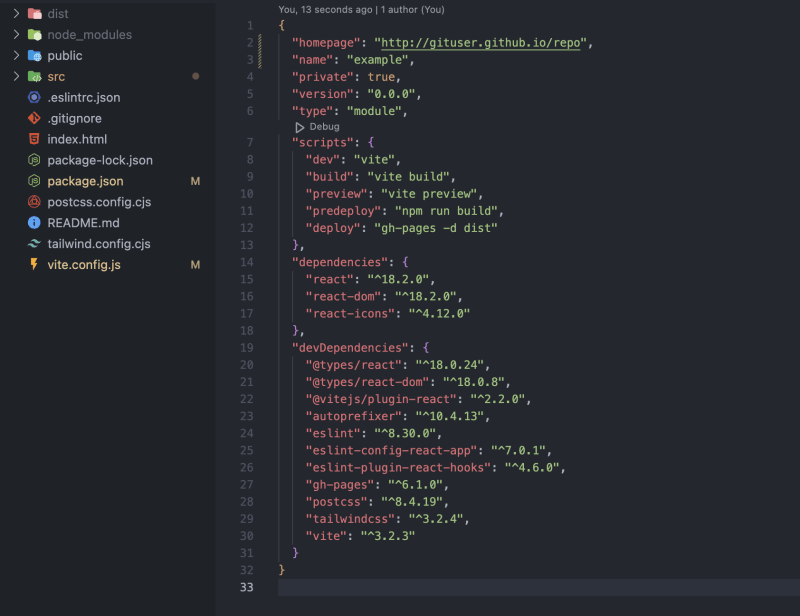 dist
node_modules
public
src
.eslintrc.json
.gitignore
index.html
package-lock.json
package.json M
postcss.config.cjs
README.md
tailwind.config.cjs
vite.config.js M
You, 13 seconds ago | 1 author (You)
1 {
2 "homepage": "http://gituser.github.io/repo",
3 "name": "example",
4 "private": true,
5 "version": "0.0.0",
6 "type": "module",
Debug
7 "scripts": {
8 "dev": "vite",
9 "build": "vite build",
10 "preview": "vite preview",
11 "predeploy": "npm run build",
12 "deploy": "gh-pages -d dist"
13 },
14 "dependencies": {
15 "react": "^18.2.0",
16 "react-dom": "^18.2.0",
17 "react-icons": "^4.12.0"
18 },
19 "devDependencies": {
20 "@types/react": "^18.0.24",
21 "@types/react-dom": "^18.0.8",
22 "@vitejs/plugin-react": "^2.2.0",
23 "autoprefixer": "^10.4.13",
24 "eslint": "^8.30.0",
25 "eslint-config-react-app": "^7.0.1",
26 "eslint-plugin-react-hooks": "^4.6.0",
27 "gh-pages": "^6.1.0",
28 "postcss": "^8.4.19",
29 "tailwindcss": "^3.2.4",
30 "vite": "^3.2.3"
31 }
32 }
33